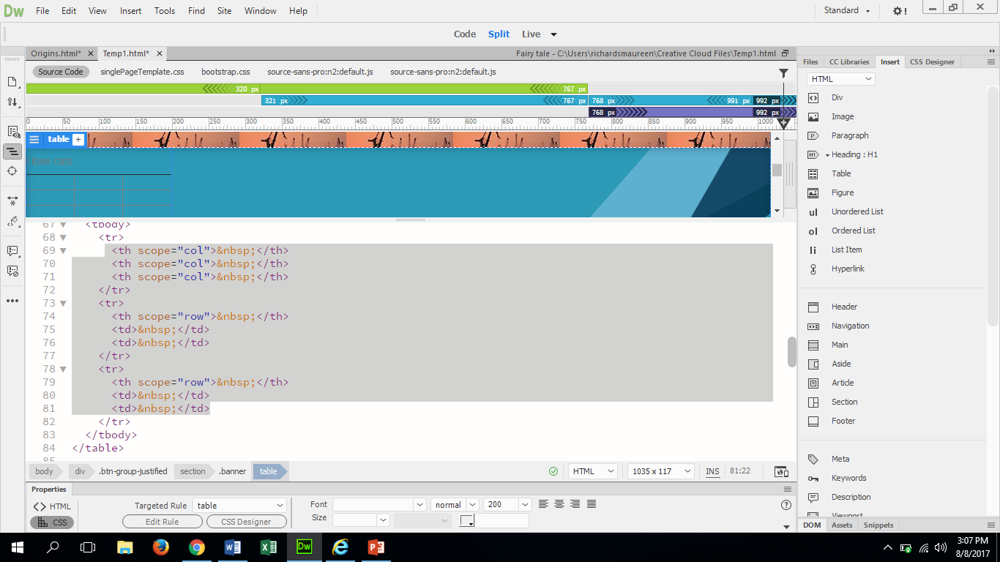 Dw File Edit View Insert Tools Find Site Window Help Standard
Code Split Live
Origins.html* Temp1.html* Fairy tale - C:\Users\richardsmaureen\Creative Cloud Files\Temp1.html
Source Code singlePageTemplate.css bootstrap.css source-sans-pro:n2:default.js source-sans-pro:n2:default.js
320 px 767 px
321 px 767 px 768 px 991 px 992 px
768 px 992 px
0 50 100 150 200 250 300 350 400 450 500 550 600 650 700 750 800 850 900 950 1000
table +
I love cats
67 <tbody>
68 <tr>
69 <th scope="col">&nbsp;</th>
70 <th scope="col">&nbsp;</th>
71 <th scope="col">&nbsp;</th>
72 </tr>
73 <tr>
74 <th scope="row">&nbsp;</th>
75 <td>&nbsp;</td>
76 <td>&nbsp;</td>
77 </tr>
78 <tr>
79 <th scope="row">&nbsp;</th>
80 <td>&nbsp;</td>
81 <td>&nbsp;</td>
82 </tr>
83 </tbody>
84 </table>
85
body div .btn-group-justified section .banner table HTML 1035 x 117 INS 81:22
Properties
HTML Targeted Rule table Font normal 200
CSS Edit Rule CSS Designer Size
Files CC Libraries Insert CSS Designer
HTML
Div
Image
Paragraph
H1 Heading : H1
Table
Figure
ul Unordered List
ol Ordered List
li List Item
Hyperlink
Header
Navigation
Main
Aside
Article
Section
Footer
Meta
Keywords
Description
Viewport
DOM Assets Snippets
3:07 PM
8/8/2017